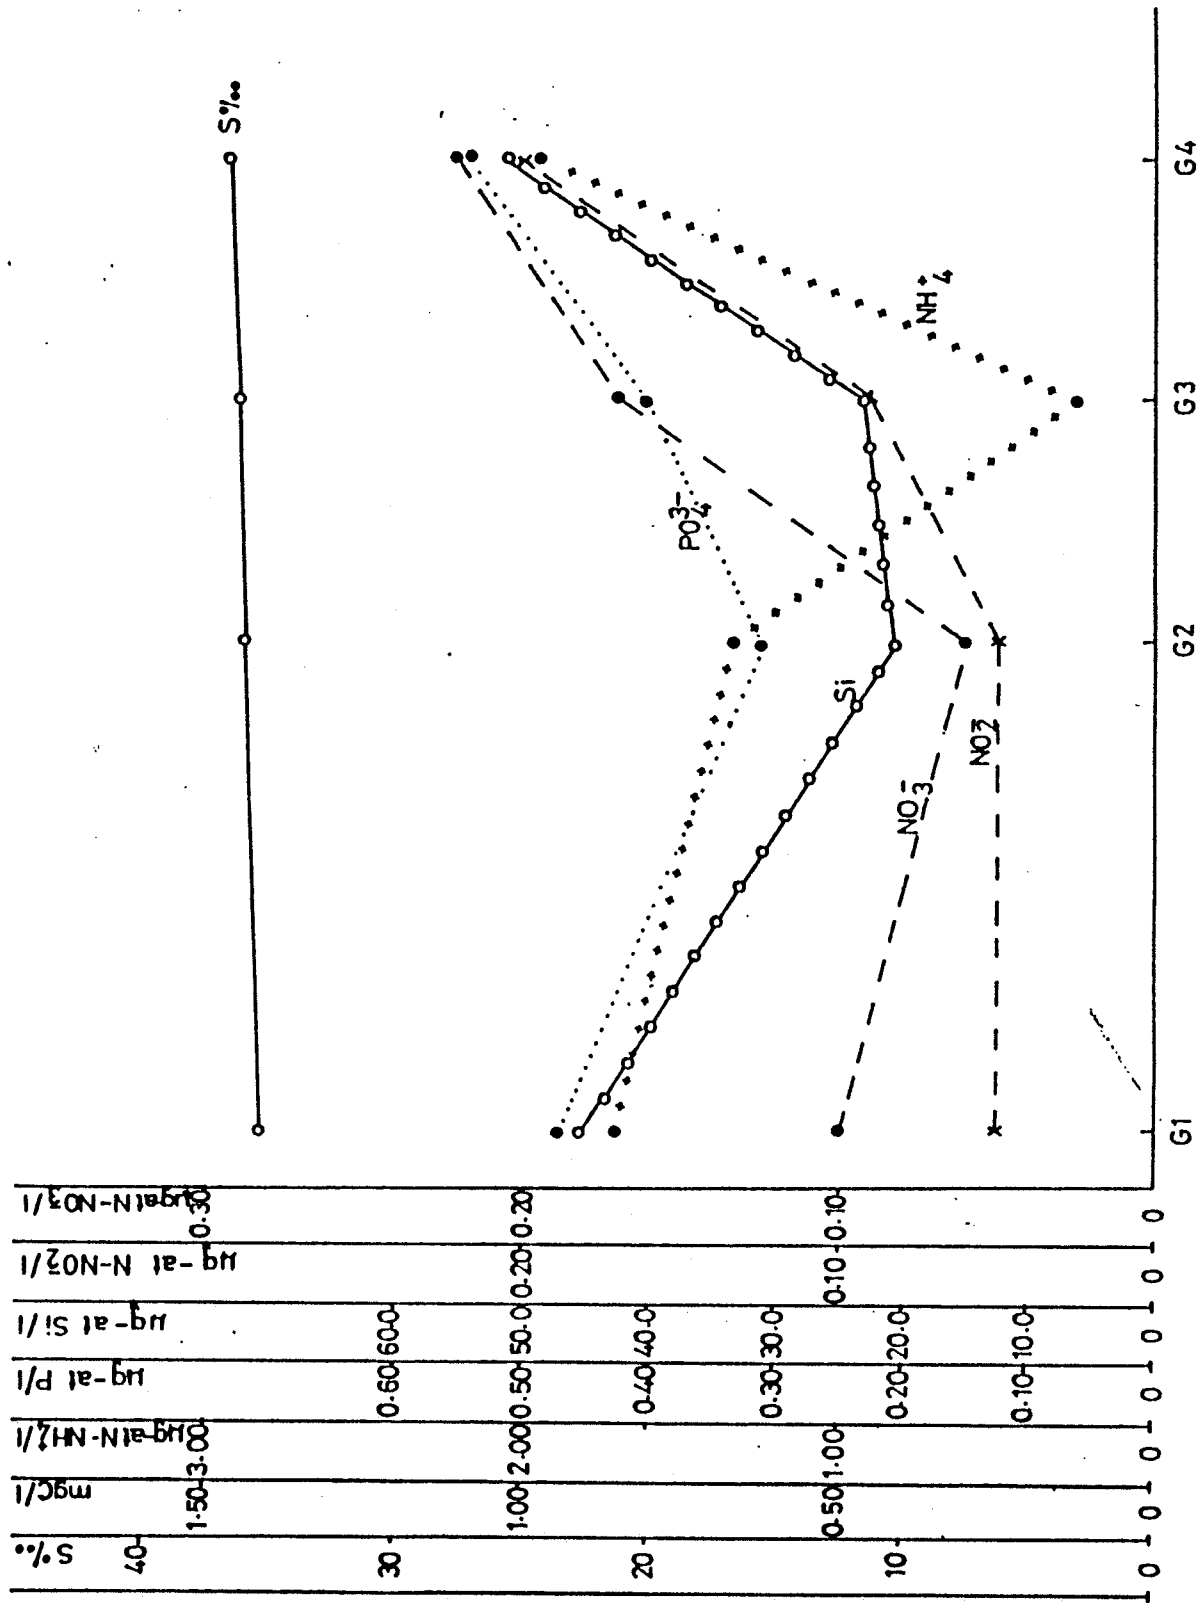 S‰
PO₄³⁻
NH₄⁺
Si
NO₃⁻
NO₂⁻
G1 G2 G3 G4
µg-atN-NO₃⁻/l 0·30 0·20 0·10 0
µg-at N-NO₂⁻/l 0·20 0·10 0
µg-at Si/l 60·0 50·0 40·0 30·0 20·0 10·0 0
µg-at P/l 0·60 0·50 0·40 0·30 0·20 0·10 0
µg-atN-NH₄⁺/l 3·00 2·00 1·00 0
mgC/l 1·50 1·00 0·50 0
S‰ 40 30 20 10 0